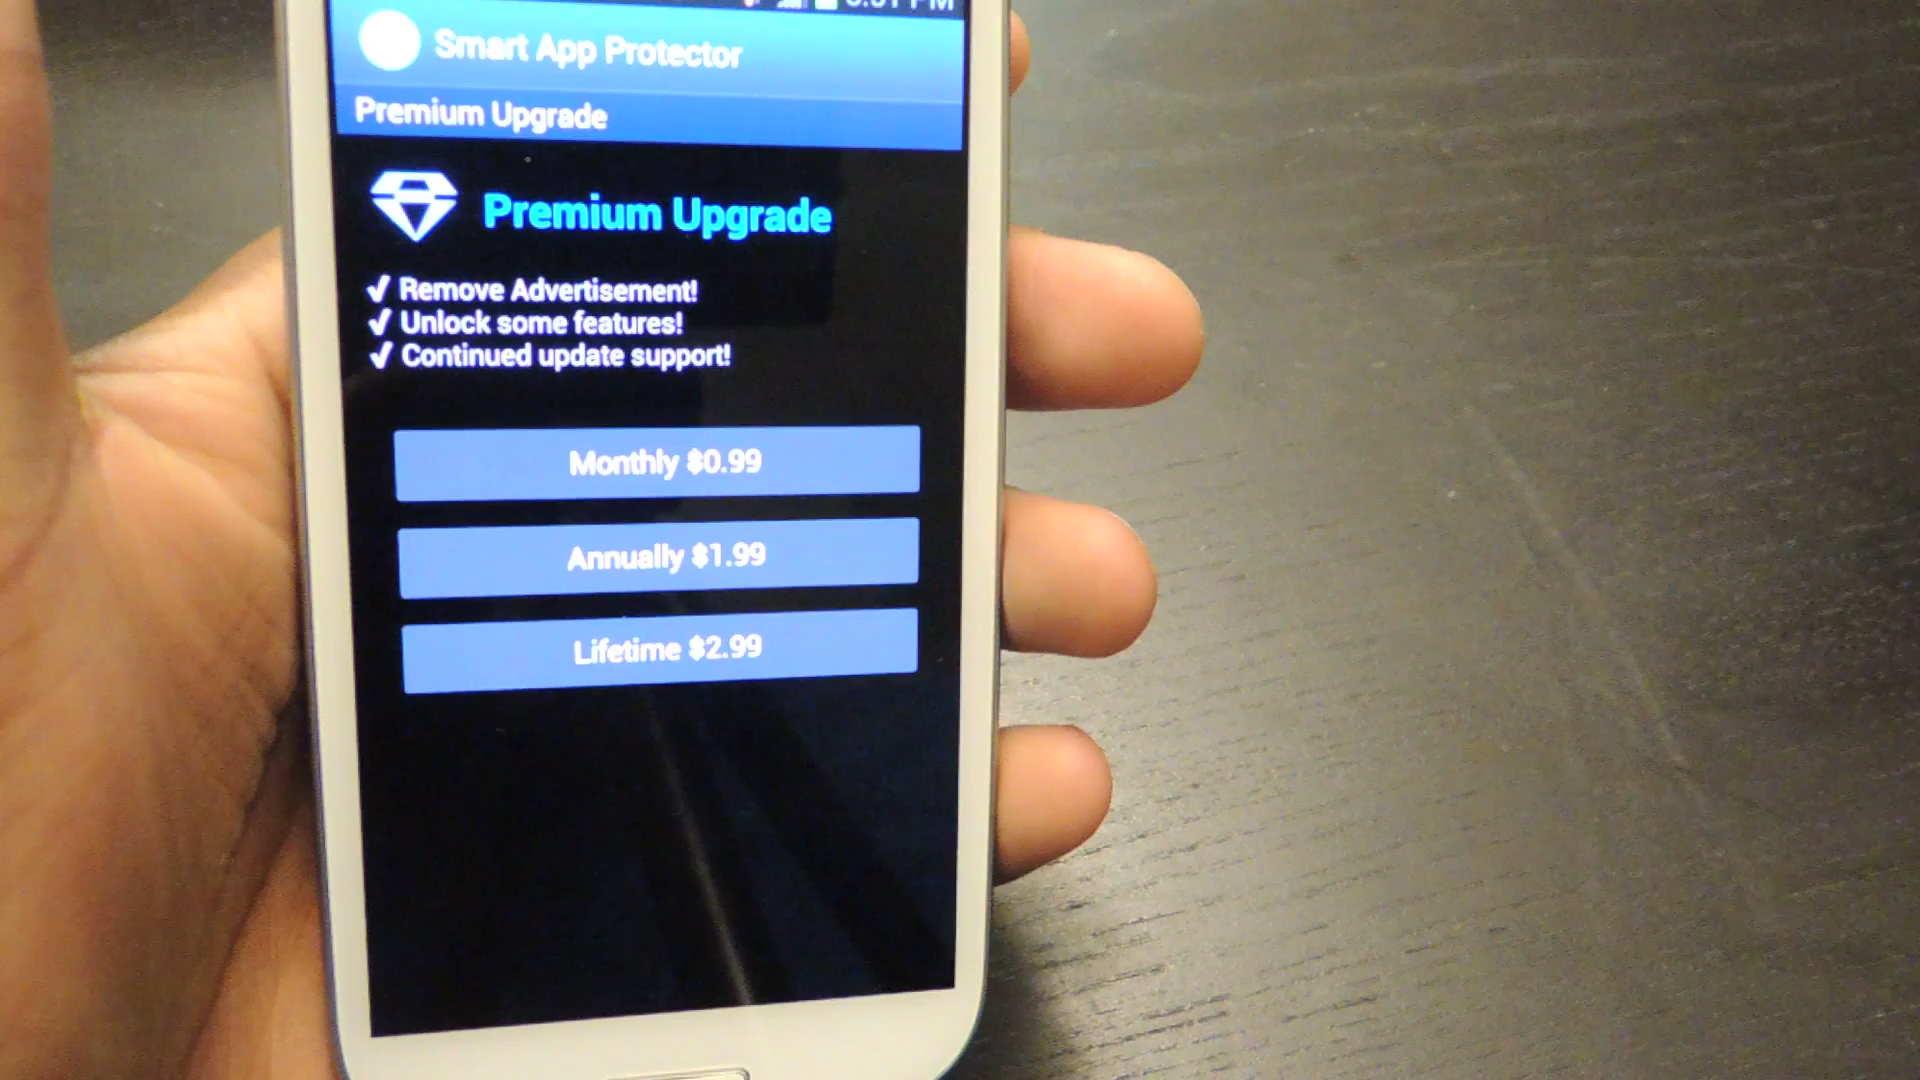 PM
Smart App Protector
Premium Upgrade
Premium Upgrade
✓ Remove Advertisement!
✓ Unlock some features!
✓ Continued update support!
Monthly $0.99
Annually $1.99
Lifetime $2.99